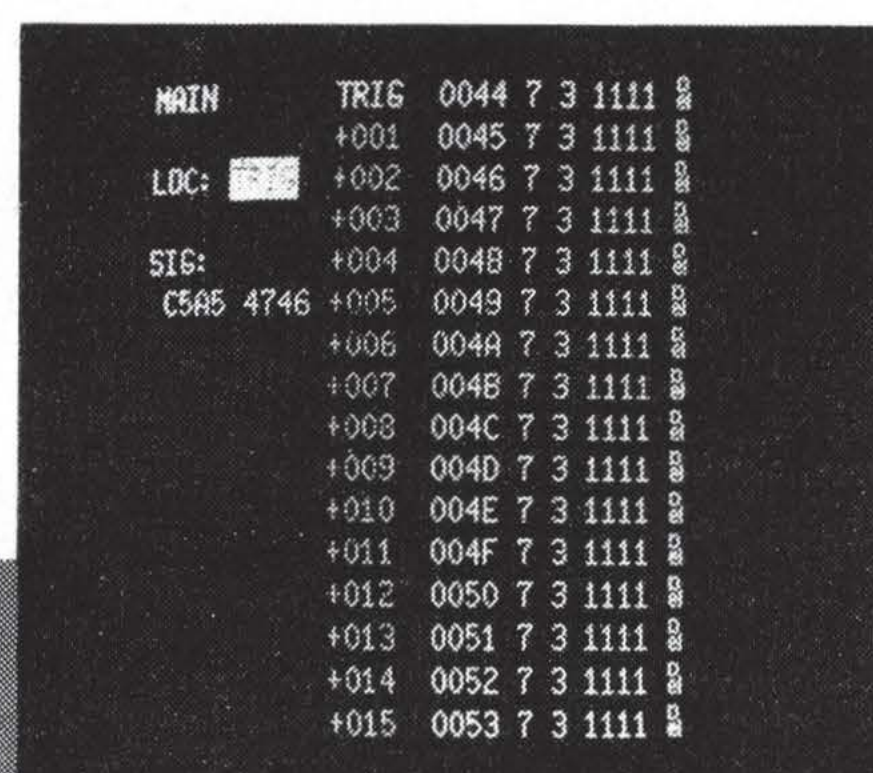 MAIN TRIG 0044 7 3 1111
+001 0045 7 3 1111
LOC: TRIG +002 0046 7 3 1111
+003 0047 7 3 1111
SIG: +004 0048 7 3 1111
C5A5 4746 +005 0049 7 3 1111
+006 004A 7 3 1111
+007 004B 7 3 1111
+008 004C 7 3 1111
+009 004D 7 3 1111
+010 004E 7 3 1111
+011 004F 7 3 1111
+012 0050 7 3 1111
+013 0051 7 3 1111
+014 0052 7 3 1111
+015 0053 7 3 1111